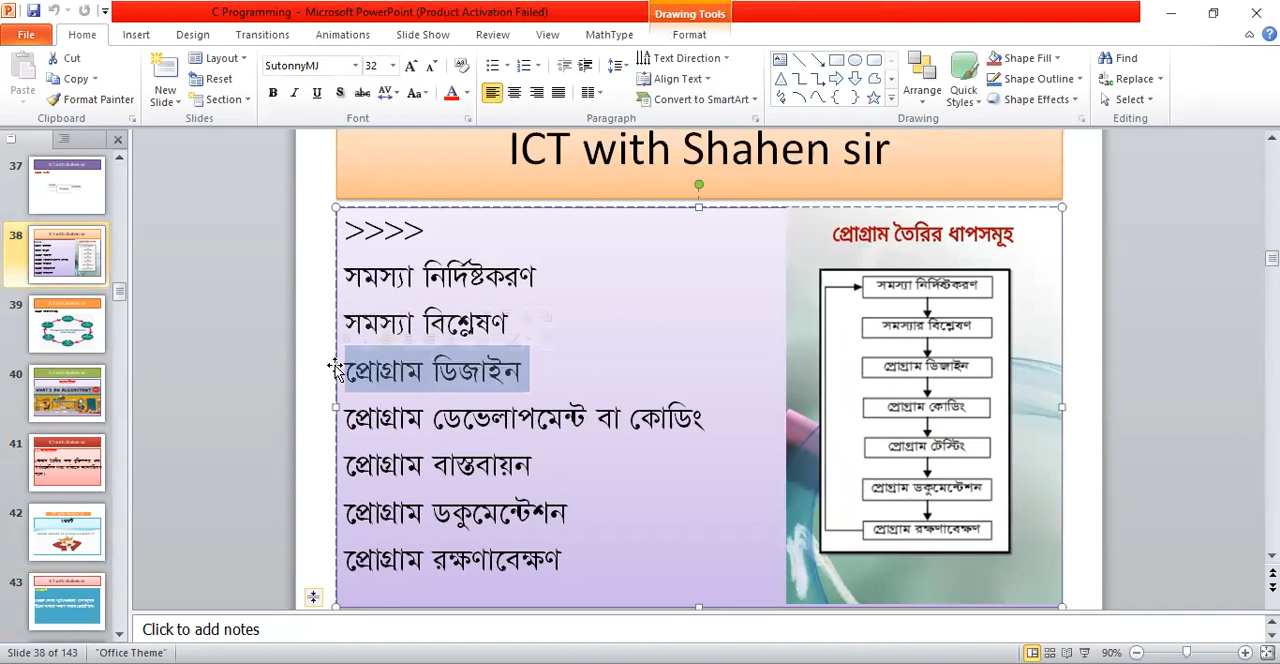 C Programming - Microsoft PowerPoint (Product Activation Failed)
Drawing Tools
File Home Insert Design Transitions Animations Slide Show Review View MathType Format
Paste
Cut
Copy
Format Painter
Clipboard
New Slide
Layout
Reset
Section
Slides
SutonnyMJ 32
B I U S abc AV Aa A
Font
Text Direction
Align Text
Convert to SmartArt
Paragraph
Arrange
Quick Styles
Shape Fill
Shape Outline
Shape Effects
Drawing
Find
Replace
Select
Editing
37
38
39
40
41
42
43
ICT with Shahen sir
>>>>
সমস্যা নির্দিষ্টকরণ
সমস্যা বিশ্লেষণ
প্রোগ্রাম ডিজাইন
প্রোগ্রাম ডেভেলাপমেন্ট বা কোডিং
প্রোগ্রাম বাস্তবায়ন
প্রোগ্রাম ডকুমেন্টেশন
প্রোগ্রাম রক্ষণাবেক্ষণ
প্রোগ্রাম তৈরির ধাপসমূহ
সমস্যা নির্দিষ্টকরণ
সমস্যার বিশ্লেষণ
প্রোগ্রাম ডিজাইন
প্রোগ্রাম কোডিং
প্রোগ্রাম টেস্টিং
প্রোগ্রাম ডকুমেন্টেশন
প্রোগ্রাম রক্ষণাবেক্ষণ
Click to add notes
Slide 38 of 143 "Office Theme" 90%